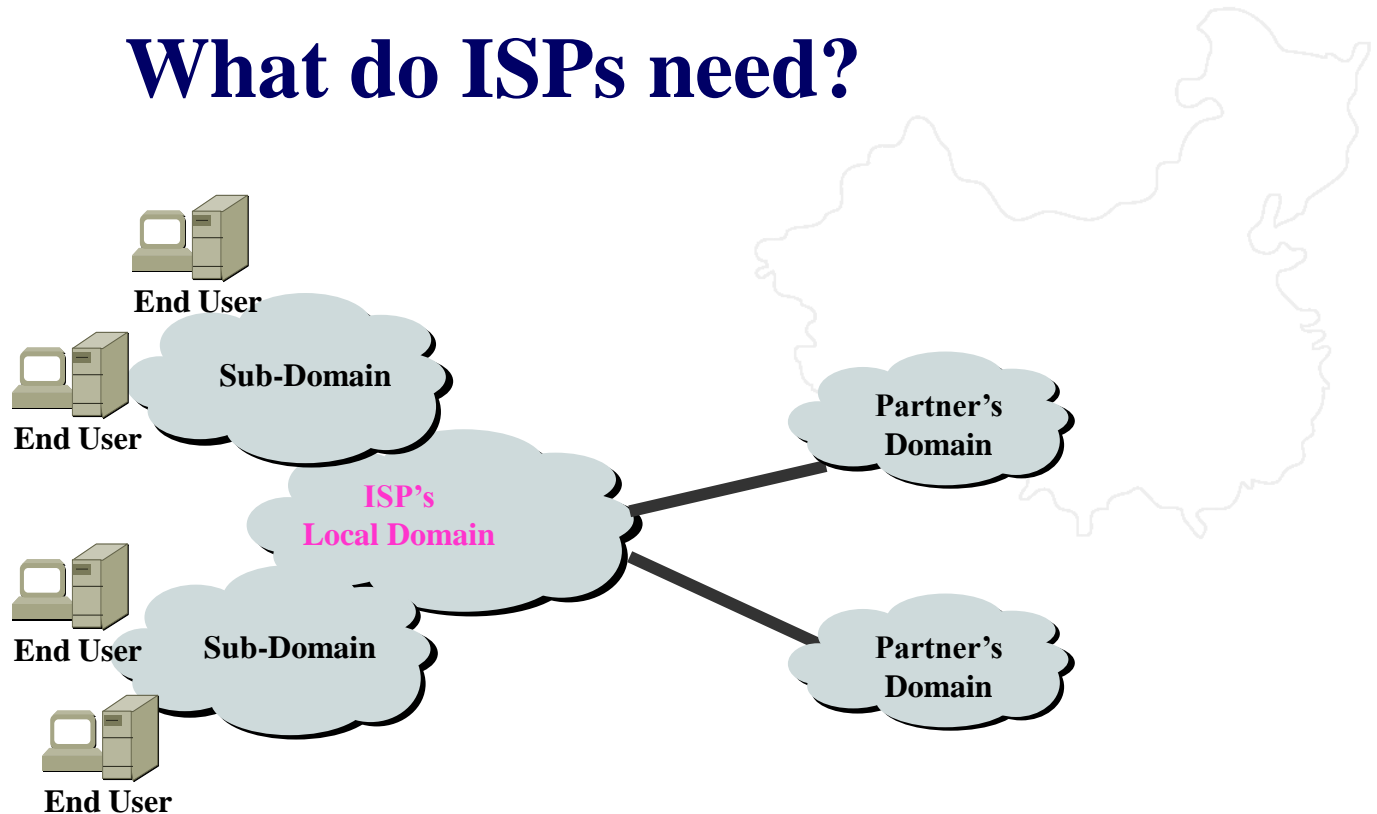 What do ISPs need?
End User
Sub-Domain
End User
Partner’s
Domain
ISP’s
Local Domain
End User
Sub-Domain
Partner’s
Domain
End User